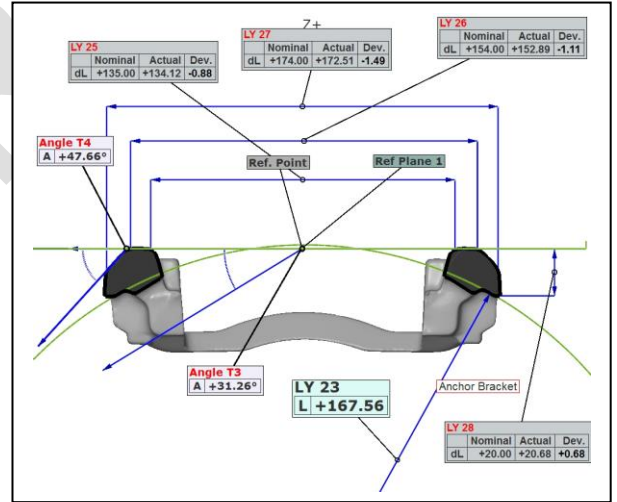 Z+
LY 25
Nominal Actual Dev.
dL +135.00 +134.12 -0.88
LY 27
Nominal Actual Dev.
dL +174.00 +172.51 -1.49
LY 26
Nominal Actual Dev.
dL +154.00 +152.89 -1.11
Angle T4
A +47.66°
Ref. Point
Ref Plane 1
Angle T3
A +31.26°
LY 23
L +167.56
Anchor Bracket
LY 28
Nominal Actual Dev.
dL +20.00 +20.68 +0.68